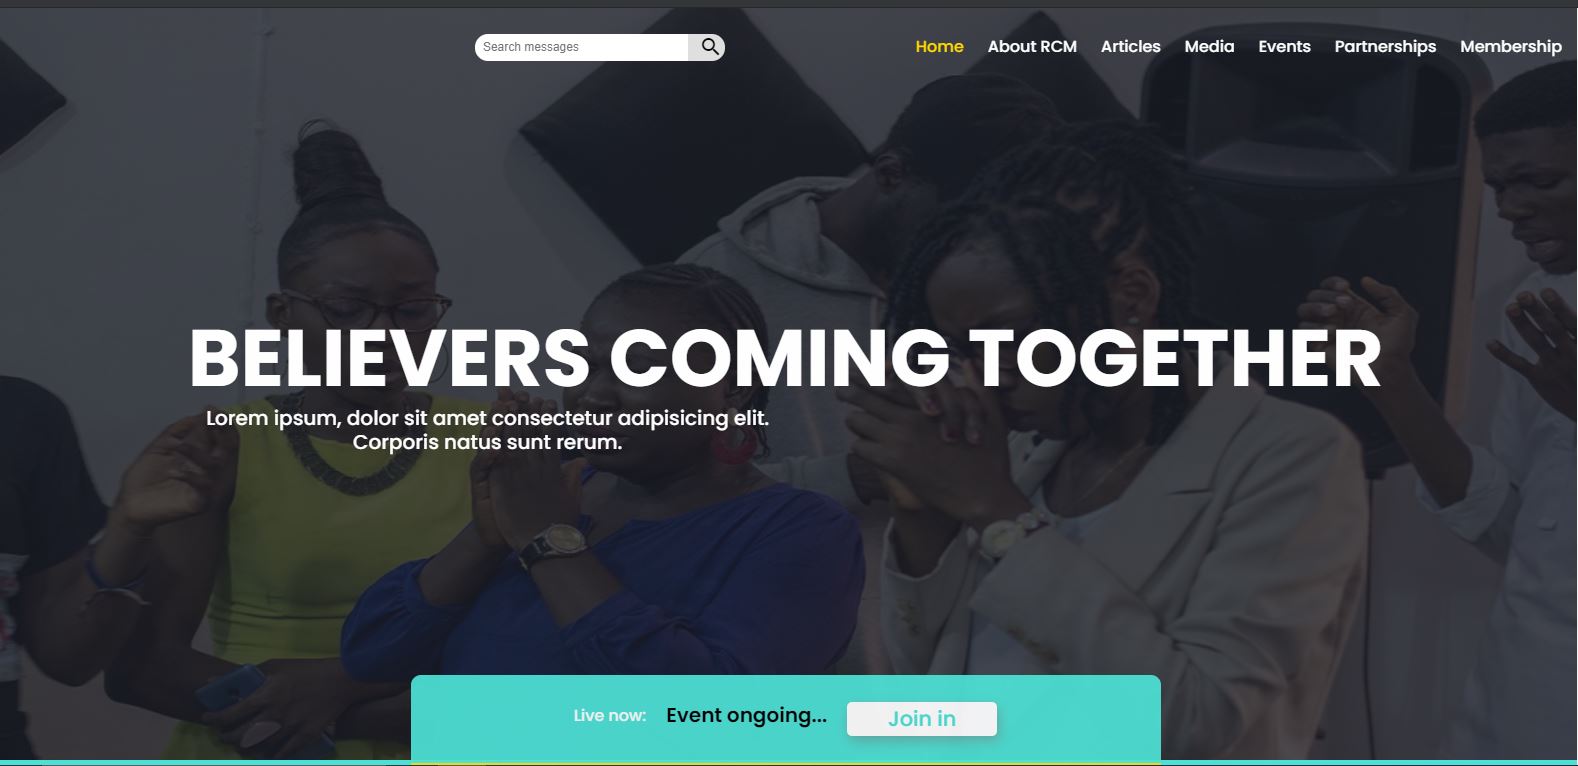 Search messages
Home About RCM Articles Media Events Partnerships Membership
BELIEVERS COMING TOGETHER
Lorem ipsum, dolor sit amet consectetur adipisicing elit.
Corporis natus sunt rerum.
Live now: Event ongoing... Join in